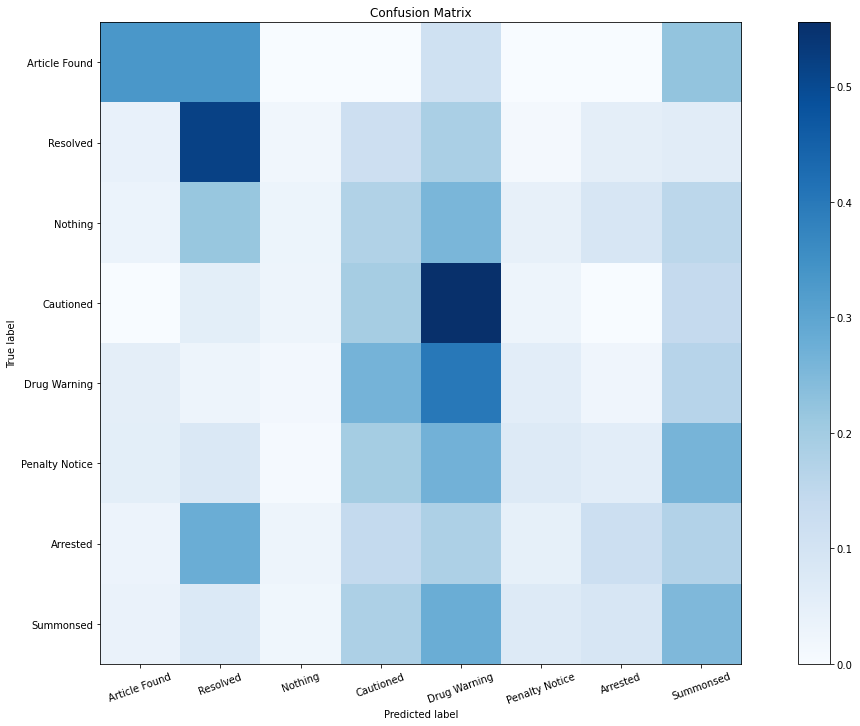 Confusion Matrix
Article Found
Resolved
Nothing
Cautioned
Drug Warning
Penalty Notice
Arrested
Summonsed
True label
Article Found
Resolved
Nothing
Cautioned
Drug Warning
Penalty Notice
Arrested
Summonsed
Predicted label
0.5
0.4
0.3
0.2
0.1
0.0